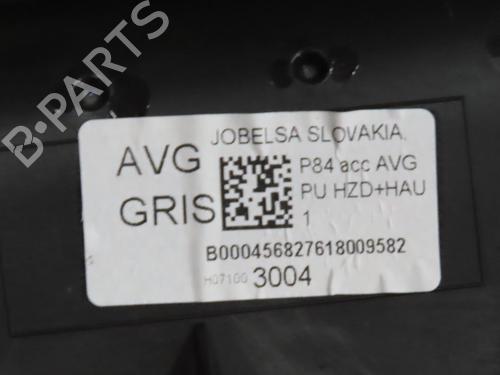 B-PARTS
JOBELSA SLOVAKIA.
AVG
GRIS
P84 acc AVG
PU HZD+HAU
1
B000456827618009582
H07100 3004